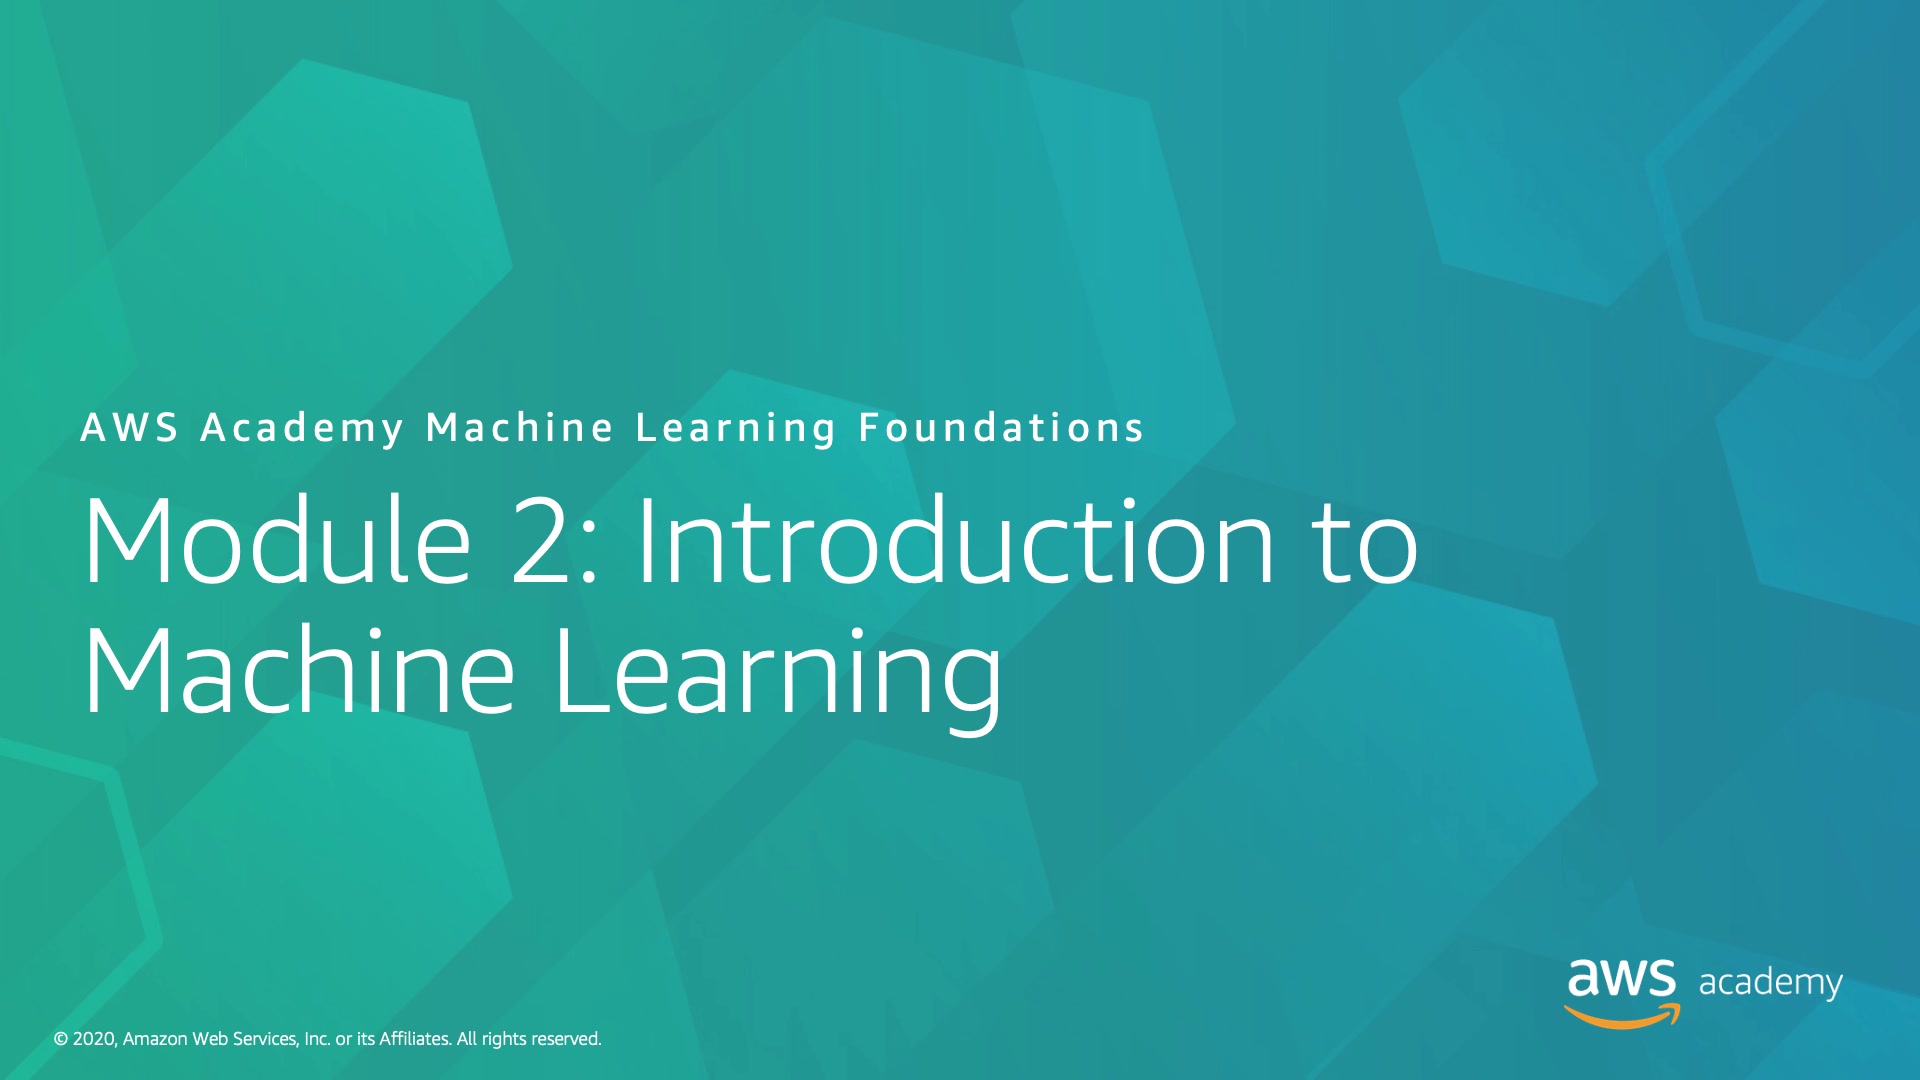 AWS Academy Machine Learning Foundations
Module 2: Introduction to
Machine Learning
aws academy
© 2020, Amazon Web Services, Inc. or its Affiliates. All rights reserved.